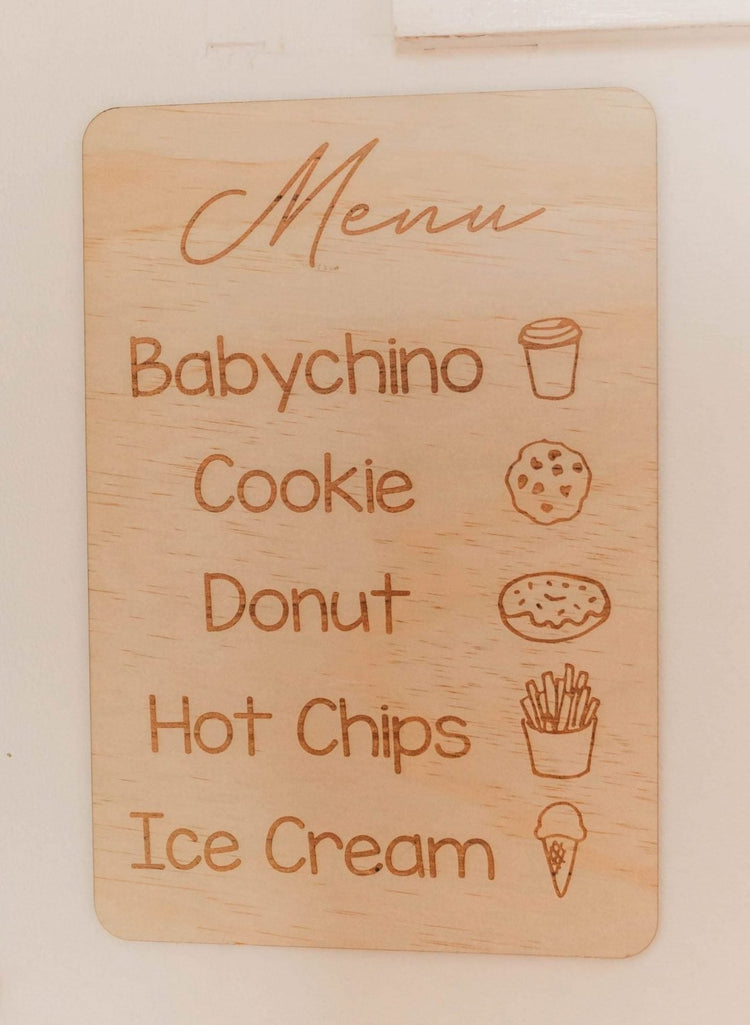 Menu
Babychino
Cookie
Donut
Hot Chips
Ice Cream